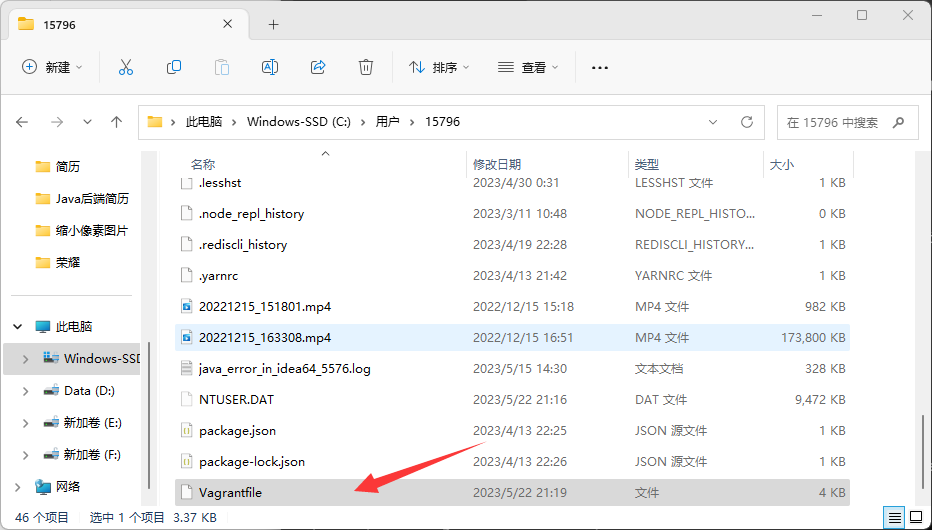 15796
新建
排序
查看
此电脑 Windows-SSD (C:) 用户 15796
在 15796 中搜索
简历
Java后端简历
缩小像素图片
荣耀
此电脑
Windows-SSD
Data (D:)
新加卷 (E:)
新加卷 (F:)
网络
名称 修改日期 类型 大小
.lesshst 2023/4/30 0:31 LESSHST 文件 1 KB
.node_repl_history 2023/3/11 10:48 NODE_REPL_HISTO... 0 KB
.rediscli_history 2023/4/19 22:28 REDISCLI_HISTORY... 1 KB
.yarnrc 2023/4/13 21:42 YARNRC 文件 1 KB
20221215_151801.mp4 2022/12/15 15:18 MP4 文件 982 KB
20221215_163308.mp4 2022/12/15 16:51 MP4 文件 173,800 KB
java_error_in_idea64_5576.log 2023/5/15 14:30 文本文档 328 KB
NTUSER.DAT 2023/5/22 21:16 DAT 文件 9,472 KB
package.json 2023/4/13 22:25 JSON 源文件 1 KB
package-lock.json 2023/4/13 22:26 JSON 源文件 1 KB
Vagrantfile 2023/5/22 21:19 文件 4 KB
46 个项目 选中 1 个项目 3.37 KB